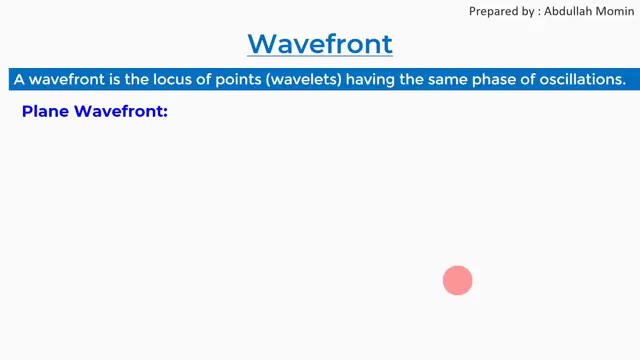 Prepared by : Abdullah Momin
Wavefront
A wavefront is the locus of points (wavelets) having the same phase of oscillations.
Plane Wavefront: